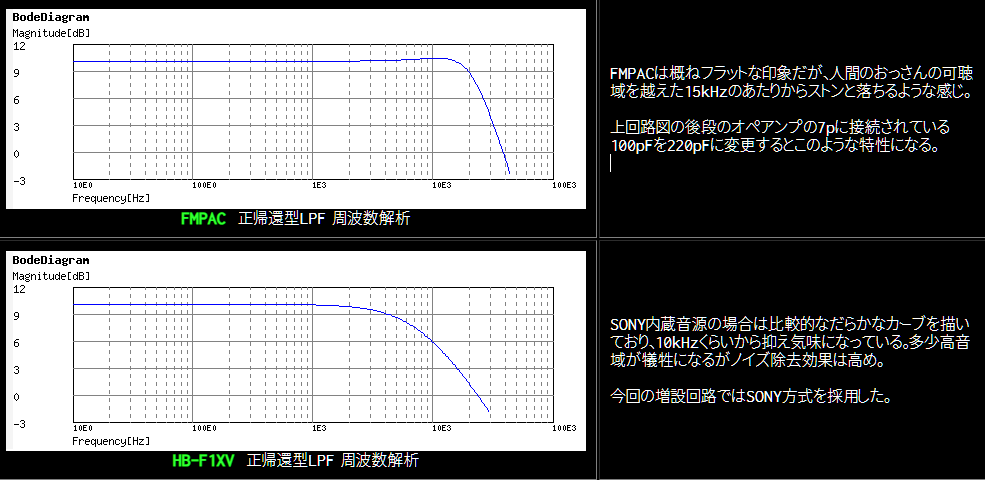 BodeDiagram
Magnitude[dB]
12
9
6
3
0
-3
10E0 100E0 1E3 10E3 100E3
Frequency[Hz]
FMPAC 正帰還型LPF 周波数解析
FMPACは概ねフラットな印象だが、人間のおっさんの可聴
域を越えた15kHzのあたりからストンと落ちるような感じ。
上回路図の後段のオペアンプの7pに接続されている
100pFを220pFに変更するとこのような特性になる。
BodeDiagram
Magnitude[dB]
12
9
6
3
0
-3
10E0 100E0 1E3 10E3 100E3
Frequency[Hz]
HB-F1XV 正帰還型LPF 周波数解析
SONY内蔵音源の場合は比較的なだらかなカーブを描い
ており、10kHzくらいから抑え気味になっている。多少高音
域が犠牲になるがノイズ除去効果は高め。
今回の増設回路ではSONY方式を採用した。